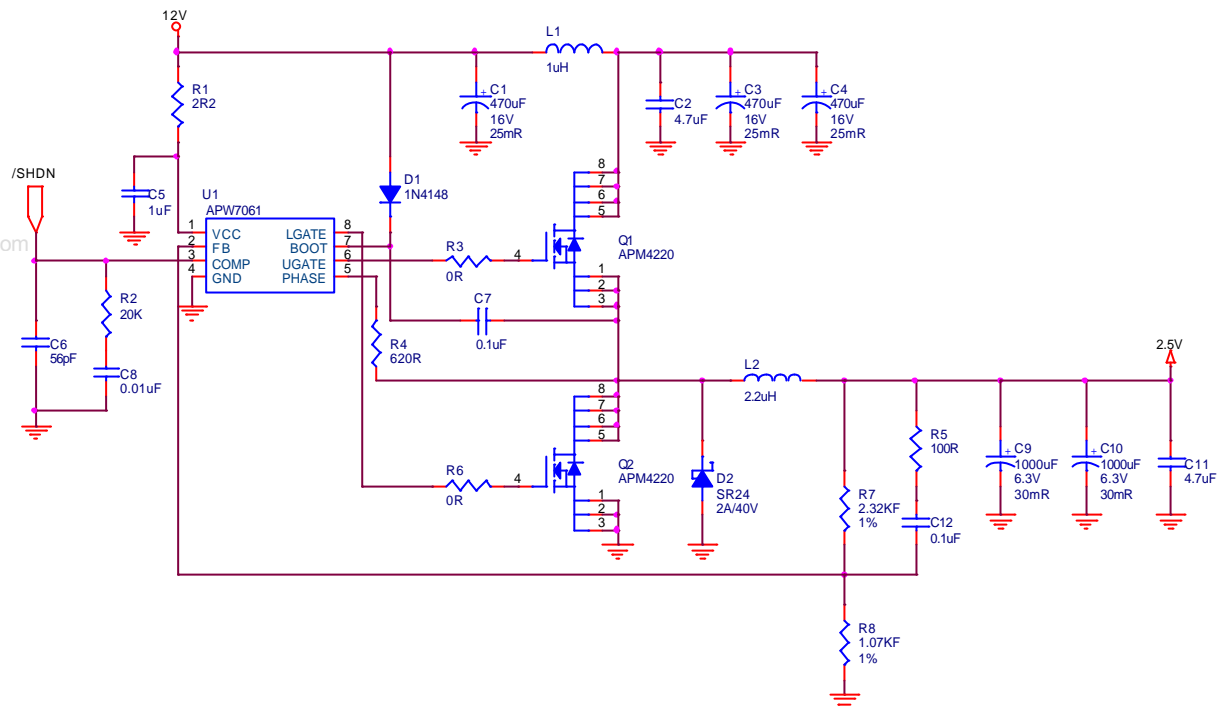 12V
L1
1uH
R1
2R2
C1
470uF
16V
25mR
C2
4.7uF
C3
470uF
16V
25mR
C4
470uF
16V
25mR
/SHDN
C5
1uF
D1
1N4148
U1
APW7061
1 VCC LGATE 8
2 FB BOOT 7
3 COMP UGATE 6
4 GND PHASE 5
om
R3
0R
4
8
7
6
5
1
2
3
Q1
APM4220
R2
20K
C6
56pF
C8
0.01uF
C7
0.1uF
R4
620R
L2
2.2uH
2.5V
R6
0R
4
8
7
6
5
1
2
3
Q2
APM4220
D2
SR24
2A/40V
R5
100R
R7
2.32KF
1%
C12
0.1uF
C9
1000uF
6.3V
30mR
C10
1000uF
6.3V
30mR
C11
4.7uF
R8
1.07KF
1%